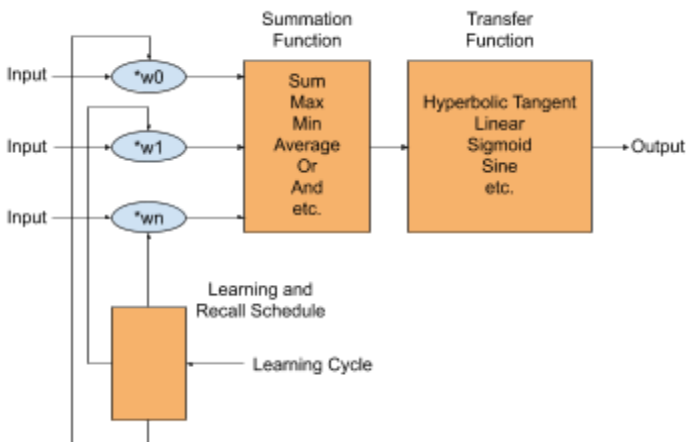 Summation
Function
Transfer
Function
Input
*w0
Input
*w1
Input
*wn
Sum
Max
Min
Average
Or
And
etc.
Hyperbolic Tangent
Linear
Sigmoid
Sine
etc.
Output
Learning and
Recall Schedule
Learning Cycle